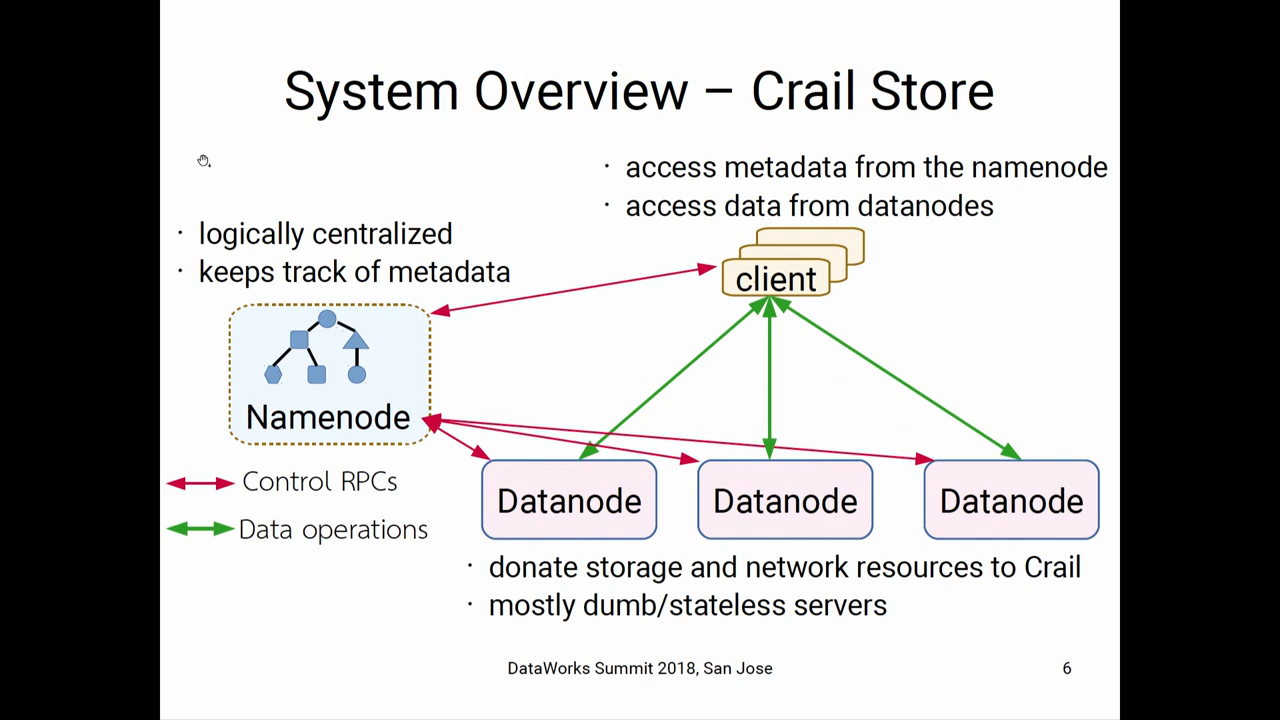 System Overview – Crail Store
· access metadata from the namenode
· access data from datanodes
· logically centralized
· keeps track of metadata
client
Namenode
Control RPCs
Data operations
Datanode
Datanode
Datanode
· donate storage and network resources to Crail
· mostly dumb/stateless servers
DataWorks Summit 2018, San Jose
6